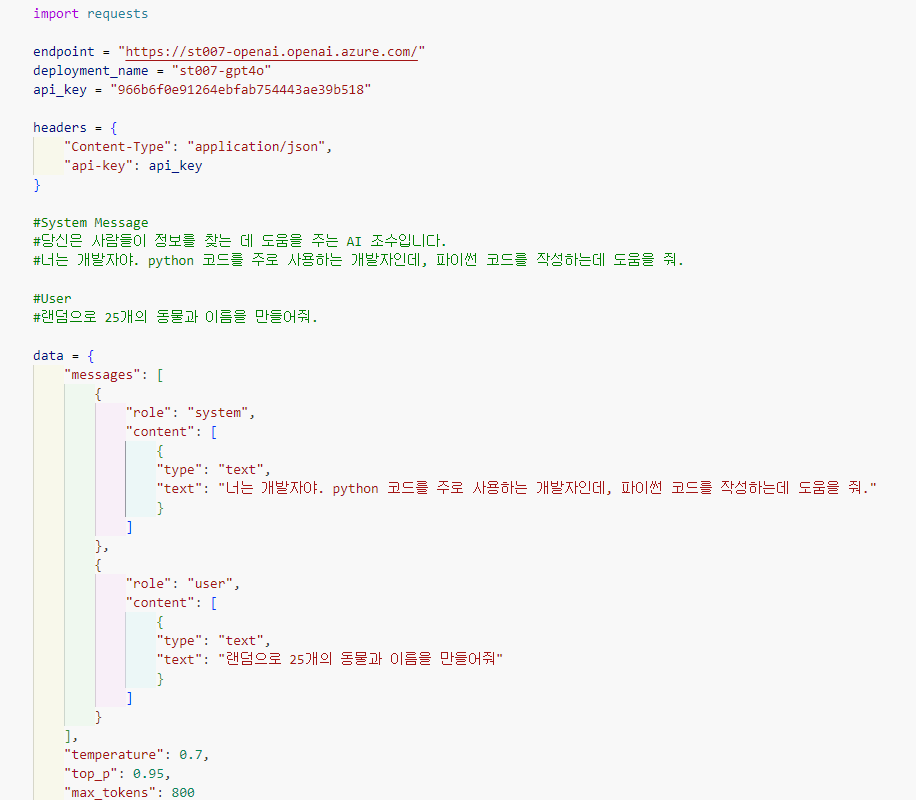 import requests
endpoint = "https://st007-openai.openai.azure.com/"
deployment_name = "st007-gpt4o"
api_key = "966b6f0e91264ebfab754443ae39b518"
headers = {
"Content-Type": "application/json",
"api-key": api_key
}
#System Message
#당신은 사람들이 정보를 찾는 데 도움을 주는 AI 조수입니다.
#너는 개발자야. python 코드를 주로 사용하는 개발자인데, 파이썬 코드를 작성하는데 도움을 줘.
#User
#랜덤으로 25개의 동물과 이름을 만들어줘.
data = {
"messages": [
{
"role": "system",
"content": [
{
"type": "text",
"text": "너는 개발자야. python 코드를 주로 사용하는 개발자인데, 파이썬 코드를 작성하는데 도움을 줘."
}
]
},
{
"role": "user",
"content": [
{
"type": "text",
"text": "랜덤으로 25개의 동물과 이름을 만들어줘"
}
]
}
],
"temperature": 0.7,
"top_p": 0.95,
"max_tokens": 800